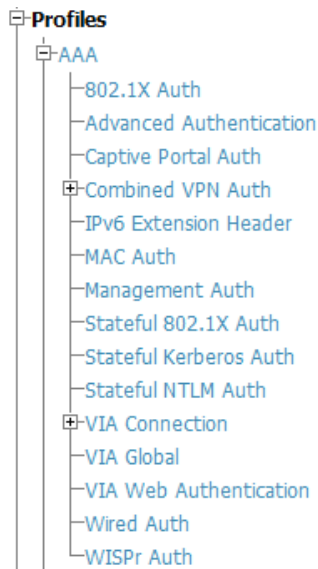 Profiles
AAA
802.1X Auth
Advanced Authentication
Captive Portal Auth
Combined VPN Auth
IPv6 Extension Header
MAC Auth
Management Auth
Stateful 802.1X Auth
Stateful Kerberos Auth
Stateful NTLM Auth
VIA Connection
VIA Global
VIA Web Authentication
Wired Auth
WISPr Auth